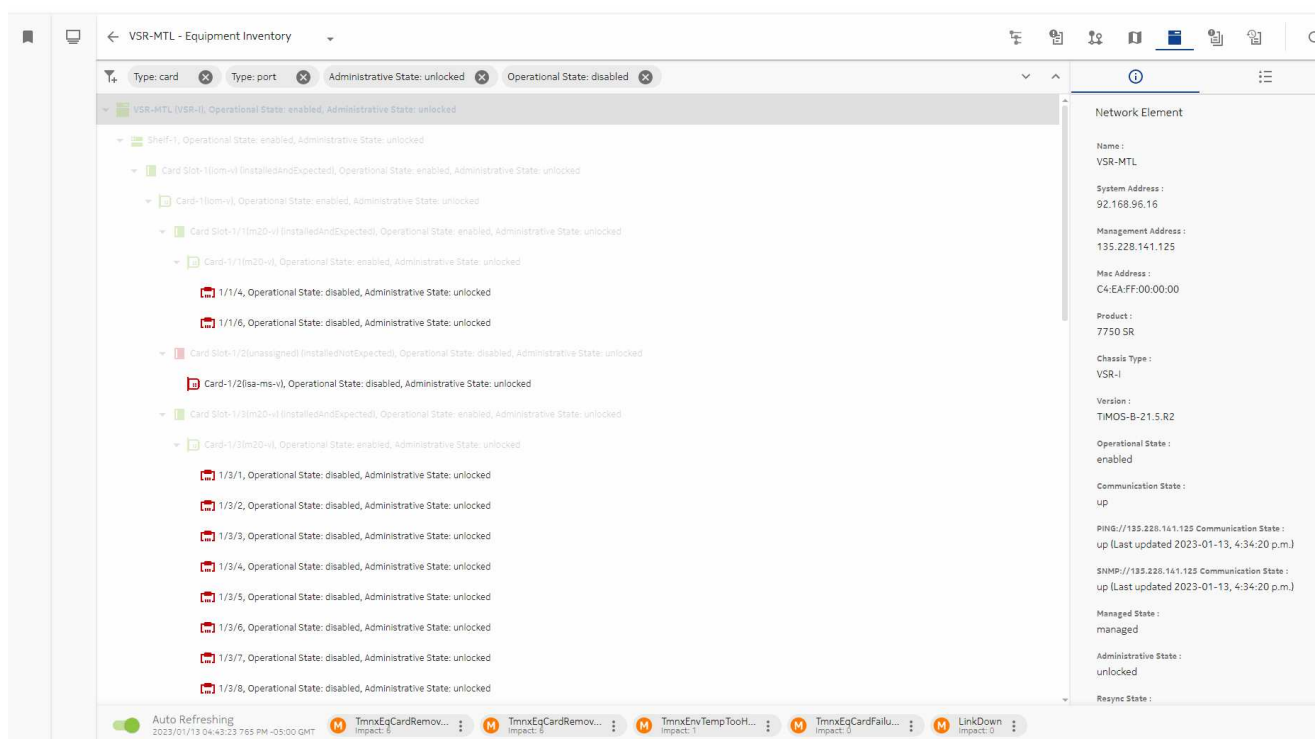 VSR-MTL - Equipment Inventory
Type: card
Type: port
Administrative State: unlocked
Operational State: disabled
VSR-MTL (VSR-I), Operational State: enabled, Administrative State: unlocked
Shelf-1, Operational State: enabled, Administrative State: unlocked
Card Slot-1(iom-v) (InstalledAndExpected), Operational State: enabled, Administrative State: unlocked
Card-1(iom-v), Operational State: enabled, Administrative State: unlocked
Card Slot-1/1(m20-v) (InstalledAndExpected), Operational State: enabled, Administrative State: unlocked
Card-1/1(m20-v), Operational State: enabled, Administrative State: unlocked
1/1/4, Operational State: disabled, Administrative State: unlocked
1/1/6, Operational State: disabled, Administrative State: unlocked
Card Slot-1/2(unassigned) (InstalledNotExpected), Operational State: disabled, Administrative State: unlocked
Card-1/2(isa-ms-v), Operational State: disabled, Administrative State: unlocked
Card Slot-1/3(m20-v) (InstalledAndExpected), Operational State: enabled, Administrative State: unlocked
Card-1/3(m20-v), Operational State: enabled, Administrative State: unlocked
1/3/1, Operational State: disabled, Administrative State: unlocked
1/3/2, Operational State: disabled, Administrative State: unlocked
1/3/3, Operational State: disabled, Administrative State: unlocked
1/3/4, Operational State: disabled, Administrative State: unlocked
1/3/5, Operational State: disabled, Administrative State: unlocked
1/3/6, Operational State: disabled, Administrative State: unlocked
1/3/7, Operational State: disabled, Administrative State: unlocked
1/3/8, Operational State: disabled, Administrative State: unlocked
Network Element
Name :
VSR-MTL
System Address :
92.168.96.16
Management Address :
135.228.141.125
Mac Address :
C4:EA:FF:00:00:00
Product :
7750 SR
Chassis Type :
VSR-I
Version :
TiMOS-B-21.5.R2
Operational State :
enabled
Communication State :
up
PING://135.228.141.125 Communication State :
up (Last updated 2023-01-13, 4:34:20 p.m.)
SNMP://135.228.141.125 Communication State :
up (Last updated 2023-01-13, 4:34:20 p.m.)
Managed State :
managed
Administrative State :
unlocked
Resync State :
Auto Refreshing
2023/01/13 04:43:23 765 PM -05:00 GMT
M
TmnxEqCardRemov...
Impact: 6
M
TmnxEqCardRemov...
Impact: 6
M
TmnxEnvTempTooH...
Impact: 1
M
TmnxEqCardFailu...
Impact: 0
M
LinkDown
Impact: 0